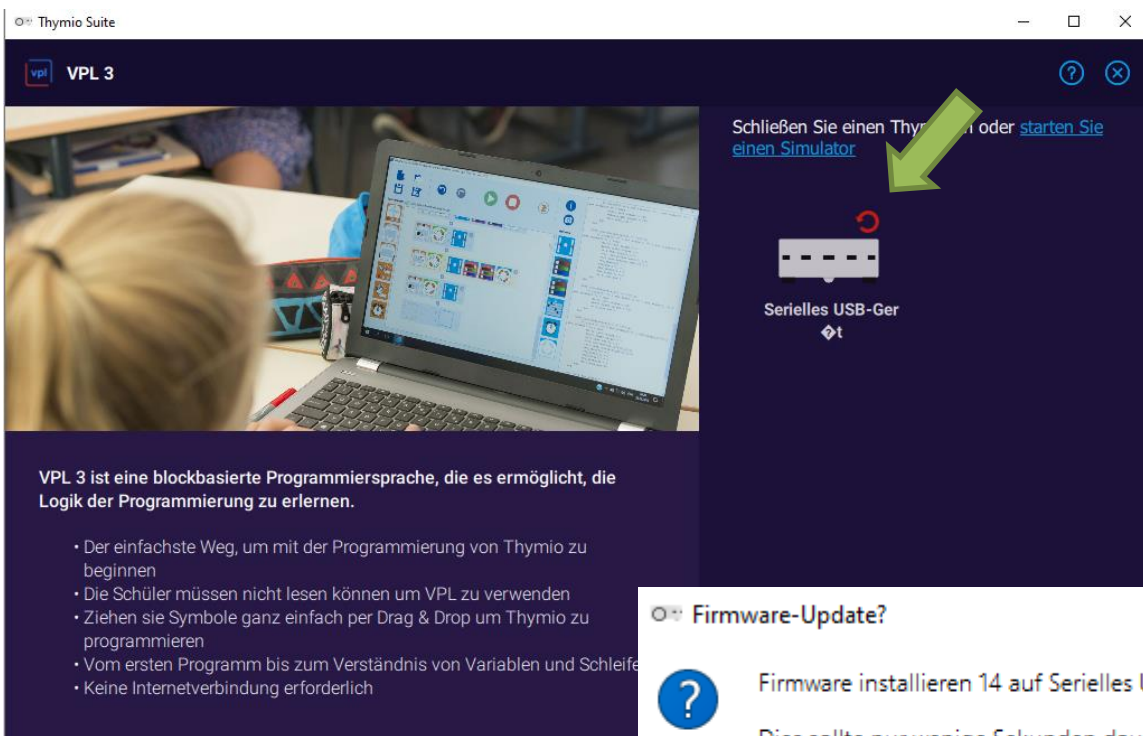 Thymio Suite
vpl VPL 3
Schließen Sie einen oder starten Sie
einen Simulator
Serielles USB-Ger
�t
VPL 3 ist eine blockbasierte Programmiersprache, die es ermöglicht, die
Logik der Programmierung zu erlernen.
• Der einfachste Weg, um mit der Programmierung von Thymio zu
beginnen
• Die Schüler müssen nicht lesen können um VPL zu verwenden
• Ziehen sie Symbole ganz einfach per Drag & Drop um Thymio zu
programmieren
• Vom ersten Programm bis zum Verständnis von Variablen und Schleife
• Keine Internetverbindung erforderlich
Firmware-Update?
Firmware installieren 14 auf Serielles U